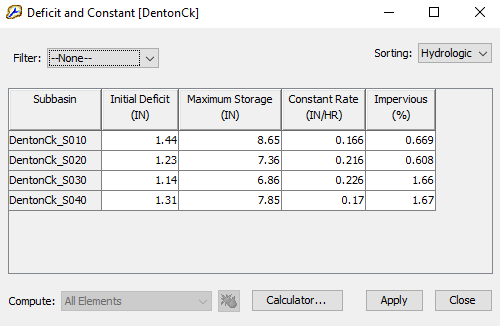 Deficit and Constant [DentonCk]
Filter: --None-- Sorting: Hydrologic
Subbasin Initial Deficit Maximum Storage Constant Rate Impervious
(IN) (IN) (IN/HR) (%)
DentonCk_S010 1.44 8.65 0.166 0.669
DentonCk_S020 1.23 7.36 0.216 0.608
DentonCk_S030 1.14 6.86 0.226 1.66
DentonCk_S040 1.31 7.85 0.17 1.67
Compute: All Elements Calculator... Apply Close